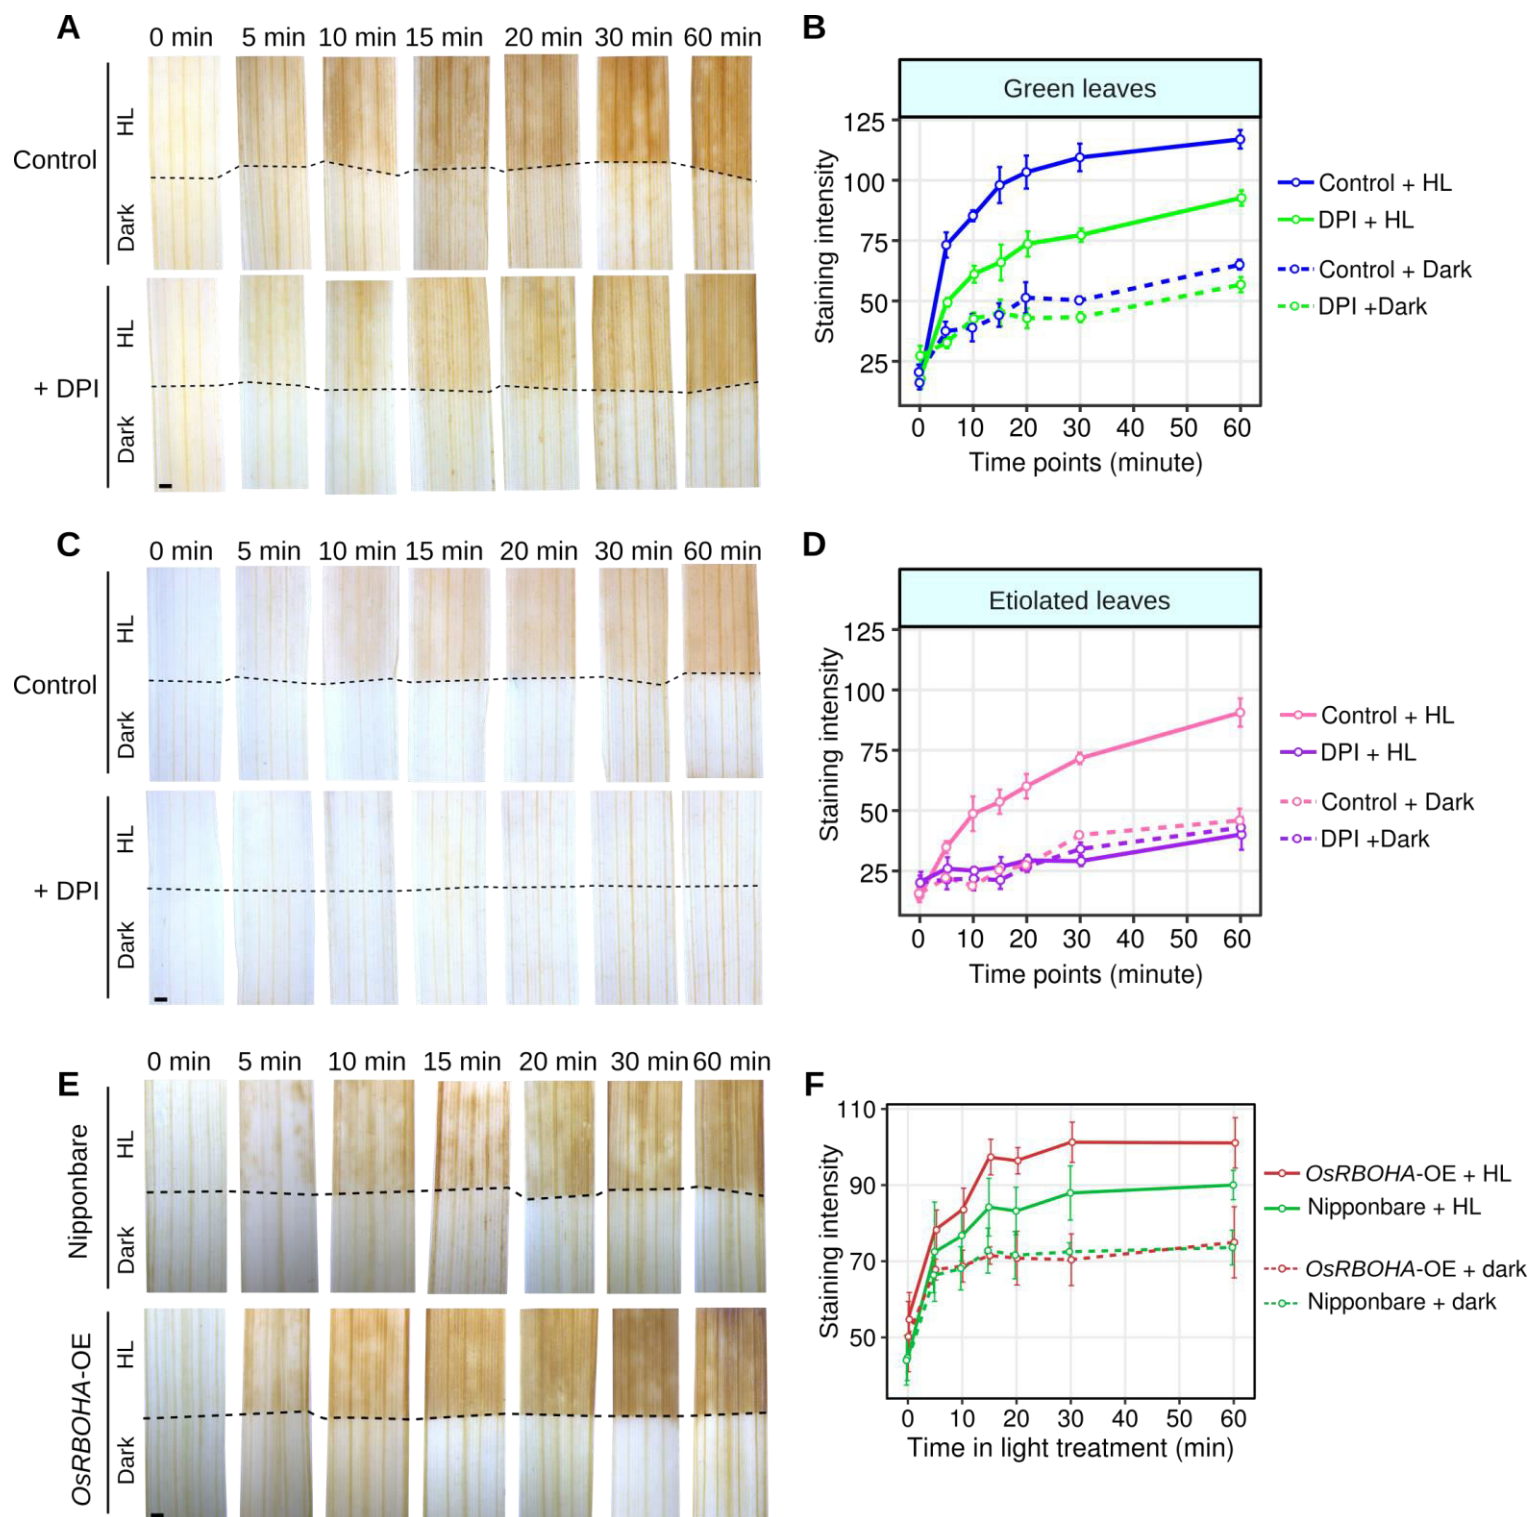 A
0 min 5 min 10 min 15 min 20 min 30 min 60 min
Control
HL
Dark
+ DPI
HL
Dark
B
Green leaves
Staining intensity
125
100
75
50
25
0 10 20 30 40 50 60
Time points (minute)
Control + HL
DPI + HL
Control + Dark
DPI +Dark
C
0 min 5 min 10 min 15 min 20 min 30 min 60 min
Control
HL
Dark
+ DPI
HL
Dark
D
Etiolated leaves
Staining intensity
125
100
75
50
25
0 10 20 30 40 50 60
Time points (minute)
Control + HL
DPI + HL
Control + Dark
DPI +Dark
E
0 min 5 min 10 min 15 min 20 min 30 min 60 min
Nipponbare
HL
Dark
OsRBOHA-OE
HL
Dark
F
Staining intensity
110
90
70
50
0 10 20 30 40 50 60
Time in light treatment (min)
OsRBOHA-OE + HL
Nipponbare + HL
OsRBOHA-OE + dark
Nipponbare + dark